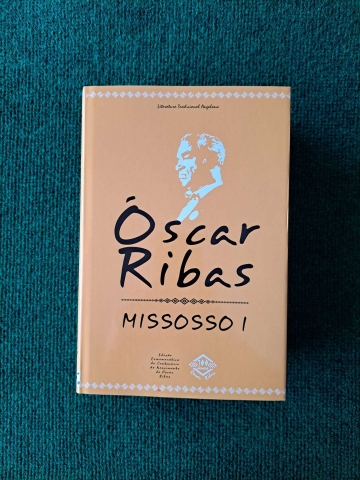 Literatura Tradicional Angolana
Óscar
Ribas
MISSOSSO I
Edição
Comemorativa
do Centenário
do Nascimento
de Óscar
Ribas